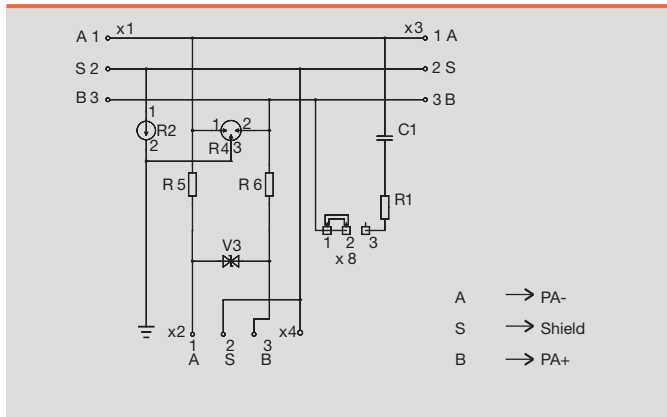 A 1 x1 x3 1 A
S 2 2 S
B 3 3 B
1
R2
2
1 2
R4 3
C1
R 5 R 6
R1
1 2 3
x 8
V3
x2 x4
1 2 3
A S B
A → PA-
S → Shield
B → PA+